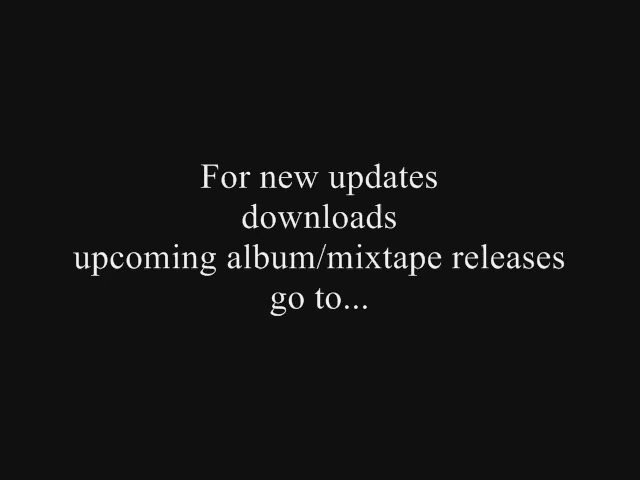 For new updates
downloads
upcoming album/mixtape releases
go to...